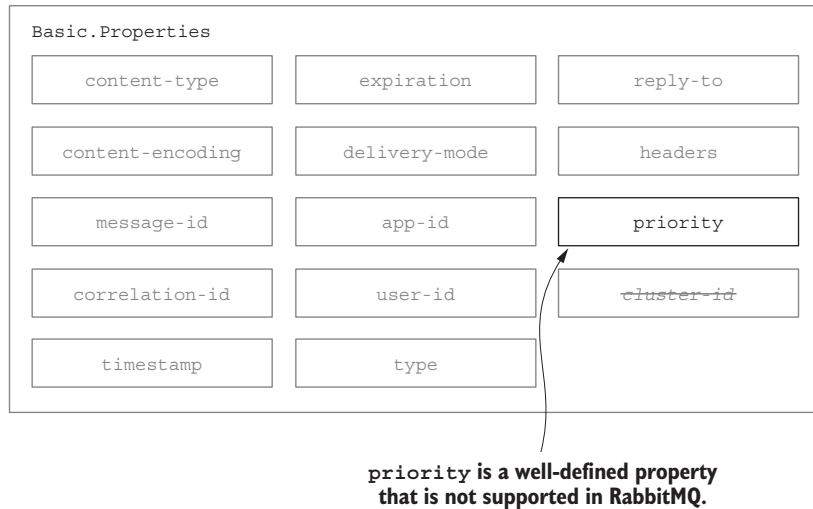 Basic.Properties
content-type expiration reply-to
content-encoding delivery-mode headers
message-id app-id priority
correlation-id user-id cluster-id
timestamp type
priority is a well-defined property
that is not supported in RabbitMQ.